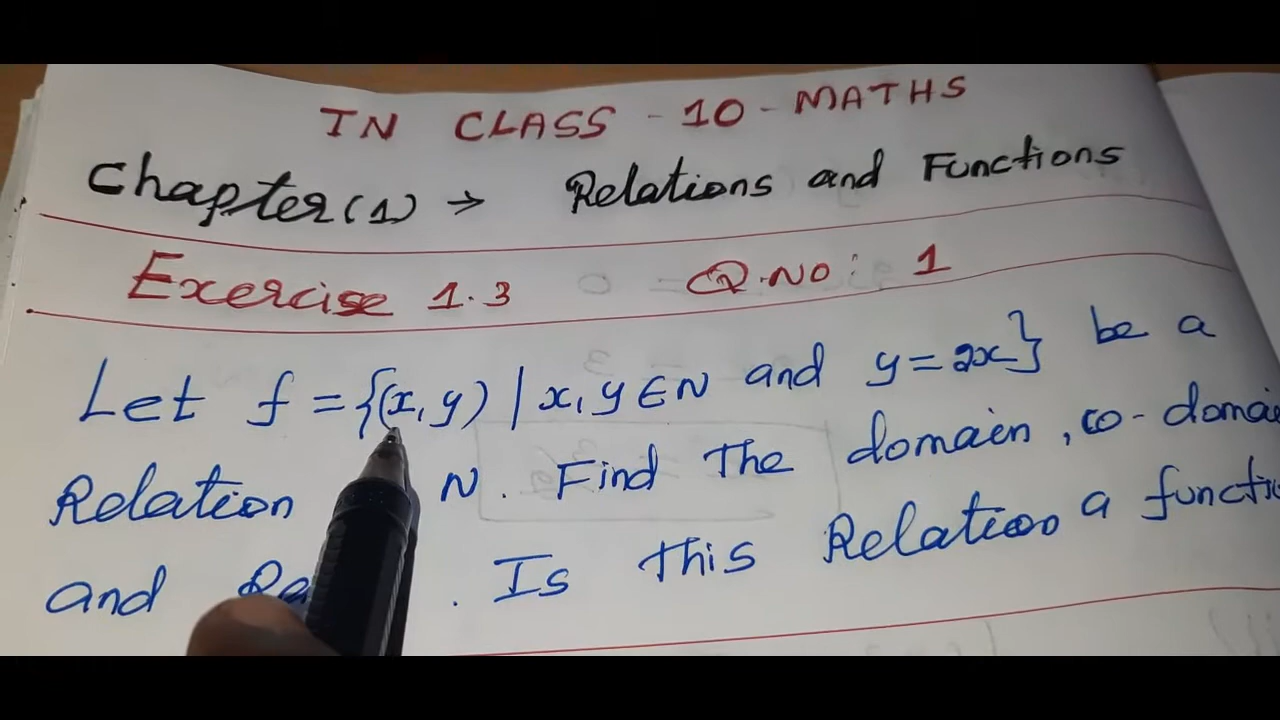 TN CLASS - 10 - MATHS
Chapter (1) → Relations and Functions
Exercise 1.3 Q.NO: 1
Let f = {(x, y) | x, y ∈ N and y = 2x} be a
Relation N. Find The domain, co-domai
and . Is This Relation a functi